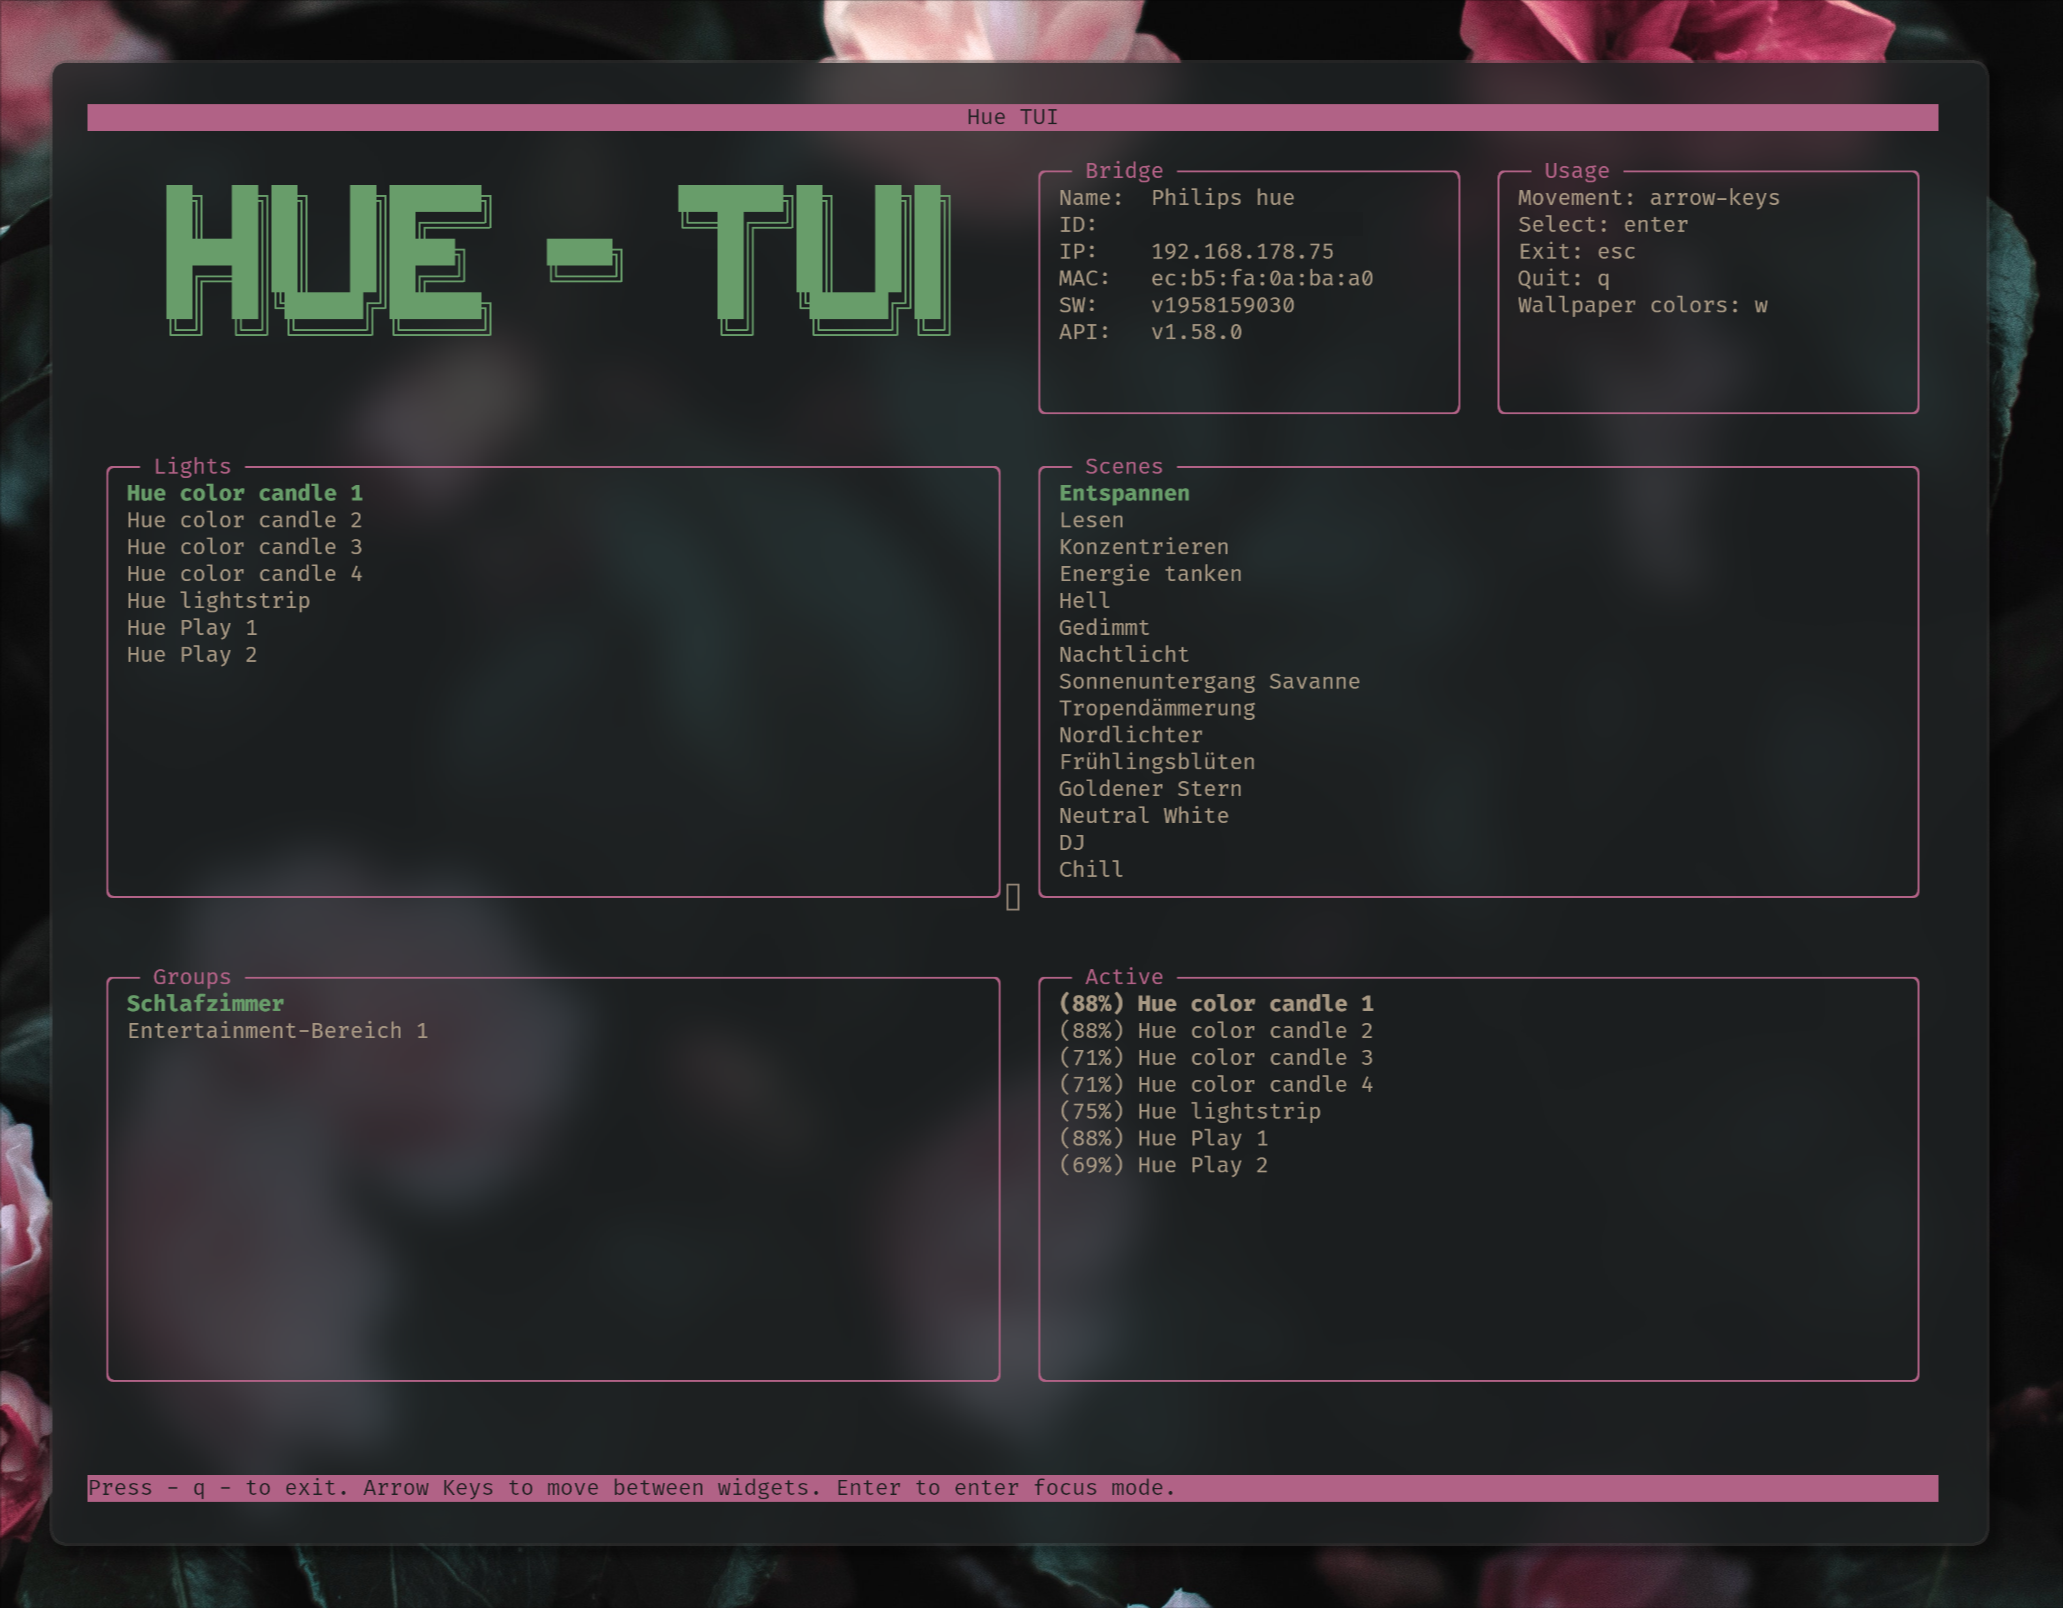 Hue TUI
HUE - TUI
Bridge
Name: Philips hue
ID:
IP: 192.168.178.75
MAC: ec:b5:fa:0a:ba:a0
SW: v1958159030
API: v1.58.0
Usage
Movement: arrow-keys
Select: enter
Exit: esc
Quit: q
Wallpaper colors: w
Lights
Hue color candle 1
Hue color candle 2
Hue color candle 3
Hue color candle 4
Hue lightstrip
Hue Play 1
Hue Play 2
Scenes
Entspannen
Lesen
Konzentrieren
Energie tanken
Hell
Gedimmt
Nachtlicht
Sonnenuntergang Savanne
Tropendämmerung
Nordlichter
Frühlingsblüten
Goldener Stern
Neutral White
DJ
Chill
Groups
Schlafzimmer
Entertainment-Bereich 1
Active
(88%) Hue color candle 1
(88%) Hue color candle 2
(71%) Hue color candle 3
(71%) Hue color candle 4
(75%) Hue lightstrip
(88%) Hue Play 1
(69%) Hue Play 2
Press - q - to exit. Arrow Keys to move between widgets. Enter to enter focus mode.